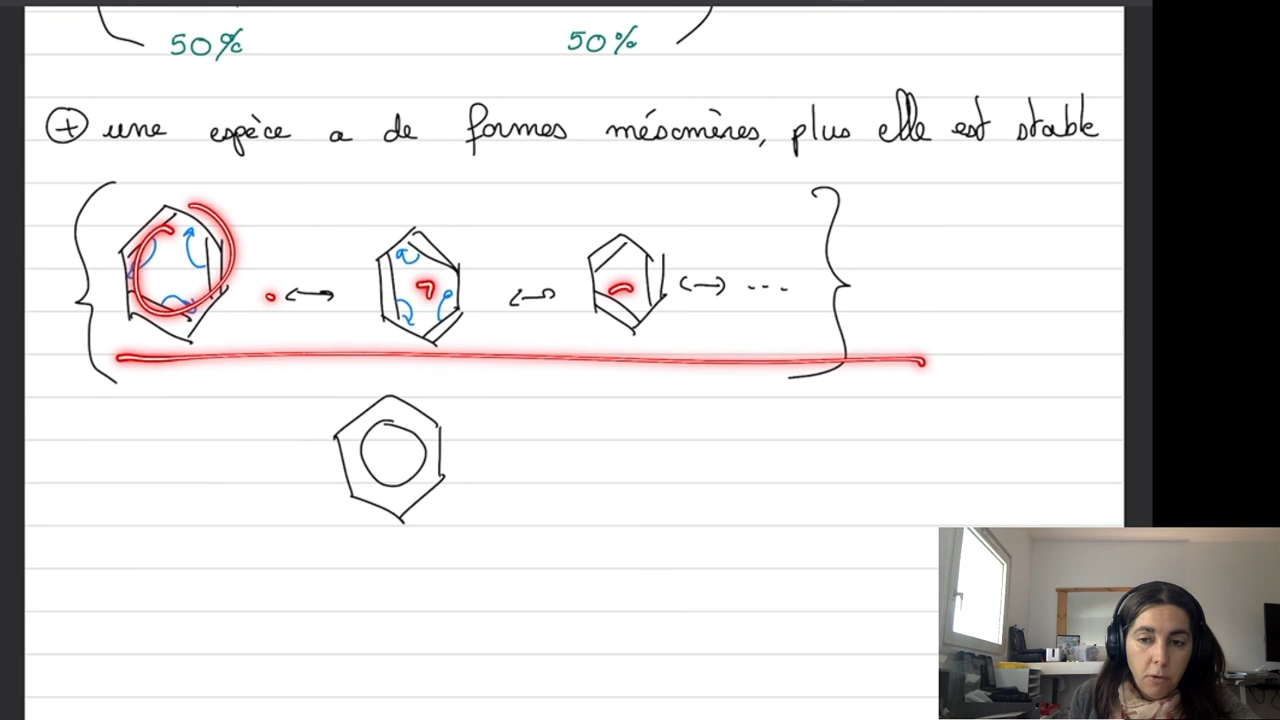 50% 50%
⊕ une espèce a de formes mésomères, plus elle est stable
↔ ↔ ↔ ...